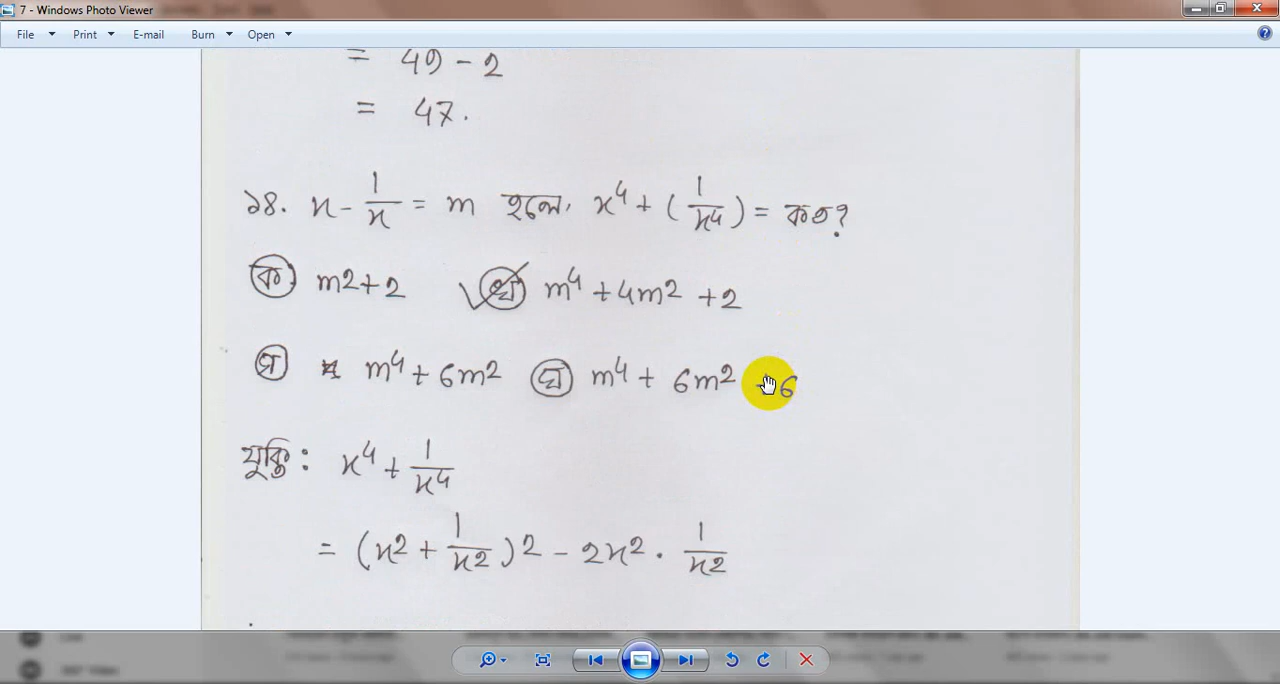 7 - Windows Photo Viewer
File Print E-mail Burn Open
= 49 - 2
= 47.
১৪. x - 1/x = m হলে, x⁴ + (1/x⁴) = কত?
ক m2+2 খ m⁴ + 4m² + 2
গ m⁴ + 6m² ঘ m⁴ + 6m² +6
যুক্তি: x⁴ + 1/x⁴
= (x² + 1/x²)² - 2x² . 1/x²